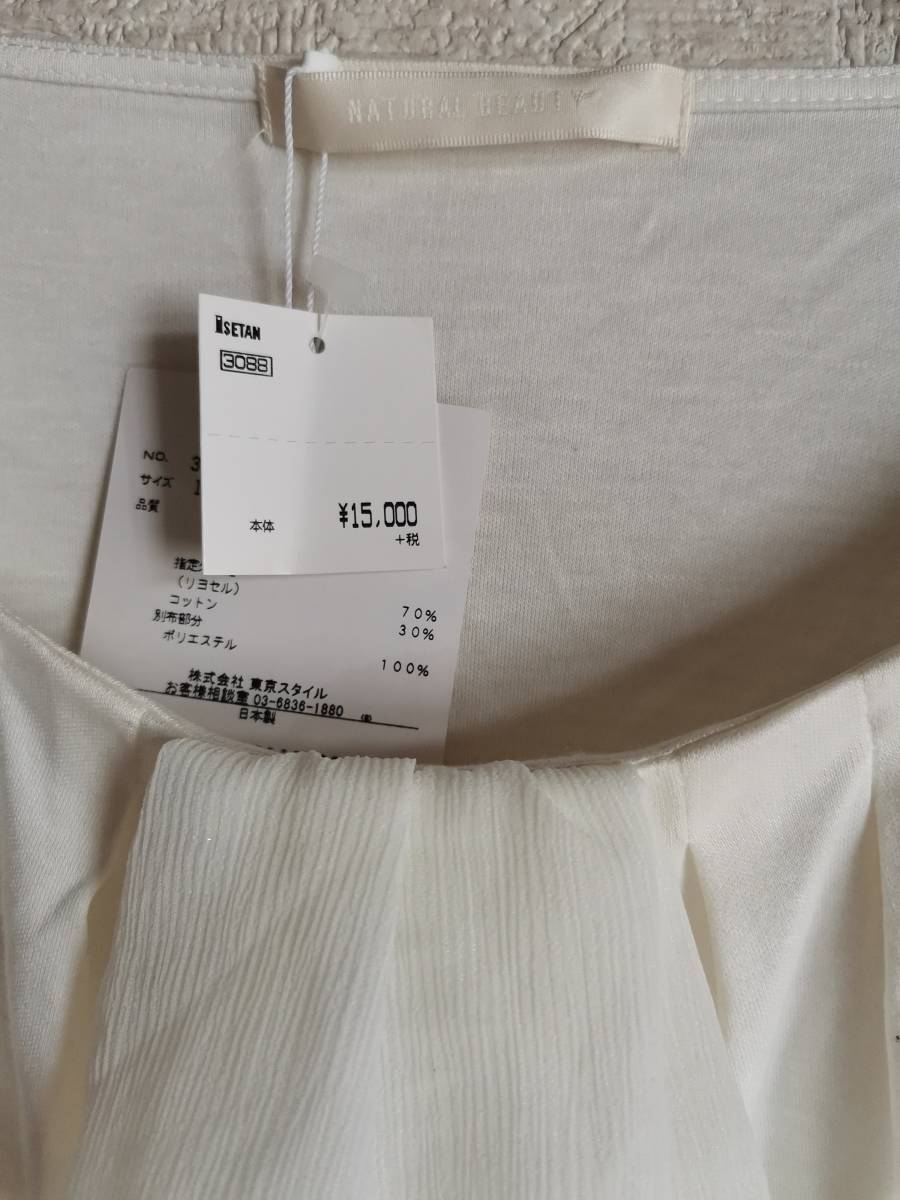 NATURAL BEAUTY
ISETAN
3088
本体 ¥15,000
+税
NO. 3
サイズ 1
品質
指定
(リヨセル)
コットン 70%
別布部分 30%
ポリエステル
100%
株式会社 東京スタイル
お客様相談室 03-6836-1880
日本製